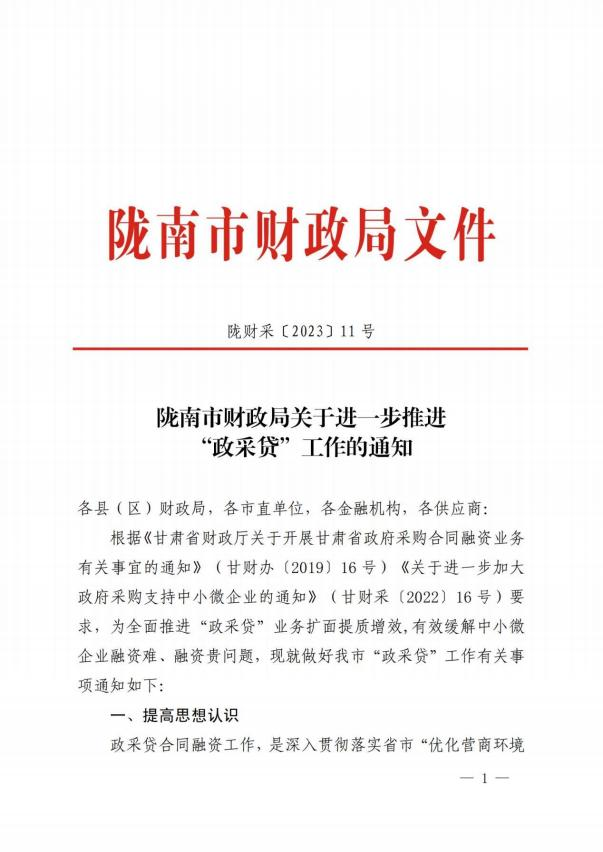 陇南市财政局文件
陇财采〔2023〕11 号
陇南市财政局关于进一步推进
“政采贷”工作的通知
各县（区）财政局，各市直单位，各金融机构，各供应商：
根据《甘肃省财政厅关于开展甘肃省政府采购合同融资业务
有关事宜的通知》（甘财办〔2019〕16 号）《关于进一步加大
政府采购支持中小微企业的通知》（甘财采〔2022〕16 号）要
求，为全面推进“政采贷”业务扩面提质增效,有效缓解中小微
企业融资难、融资贵问题，现就做好我市“政采贷”工作有关事
项通知如下：
一、提高思想认识
政采贷合同融资工作，是深入贯彻落实省市“优化营商环境
— 1 —